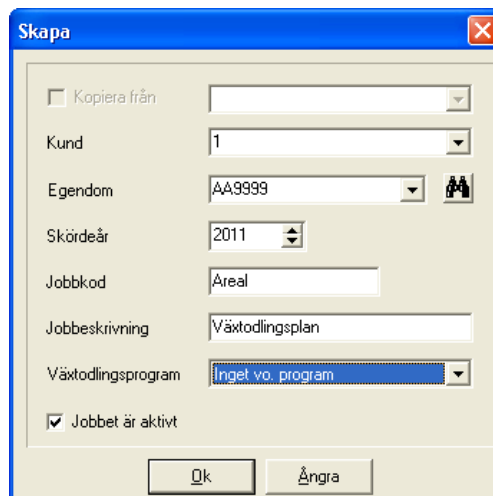 Skapa
Kopiera från
Kund 1
Egendom AA9999
Skördeår 2011
Jobbkod Areal
Jobbeskrivning Växtodlingsplan
Växtodlingsprogram Inget vo. program
Jobbet är aktivt
Ok Ångra